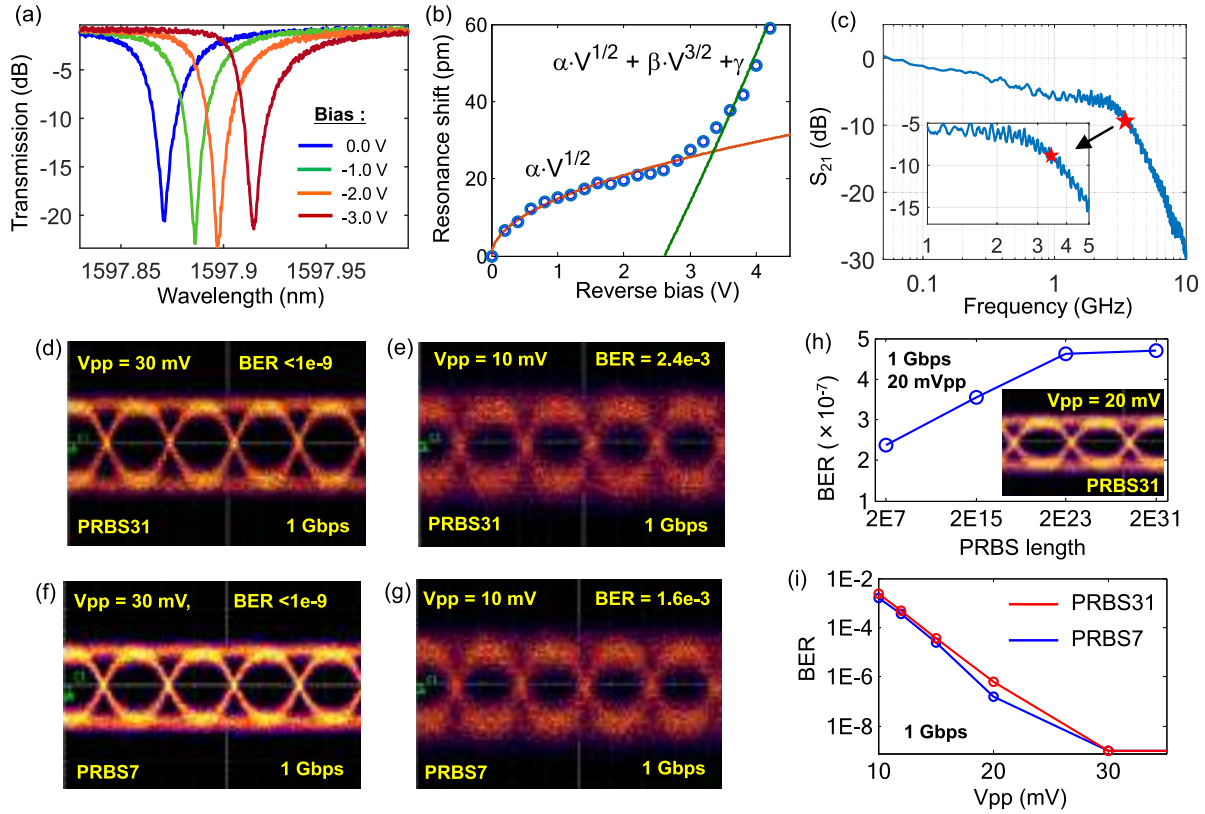 (a)
Transmission (dB)
-5
-10
-15
-20
Bias :
0.0 V
-1.0 V
-2.0 V
-3.0 V
1597.85
1597.9
1597.95
Wavelength (nm)
(b)
Resonance shift (pm)
60
40
20
0
α·V1/2 + β·V3/2 +γ
α·V1/2
0
1
2
3
4
Reverse bias (V)
(c)
S21 (dB)
0
-10
-20
-30
-5
-10
-15
1
2
3
4
5
0.1
1
10
Frequency (GHz)
(d)
Vpp = 30 mV
BER <1e-9
PRBS31
1 Gbps
(e)
Vpp = 10 mV
BER = 2.4e-3
PRBS31
1 Gbps
(f)
Vpp = 30 mV,
BER <1e-9
PRBS7
1 Gbps
(g)
Vpp = 10 mV
BER = 1.6e-3
PRBS7
1 Gbps
(h)
BER ( × 10-7)
5
4
3
2
1
1 Gbps
20 mVpp
Vpp = 20 mV
PRBS31
2E7
2E15
2E23
2E31
PRBS length
(i)
BER
1E-2
1E-4
1E-6
1E-8
PRBS31
PRBS7
1 Gbps
10
20
30
Vpp (mV)